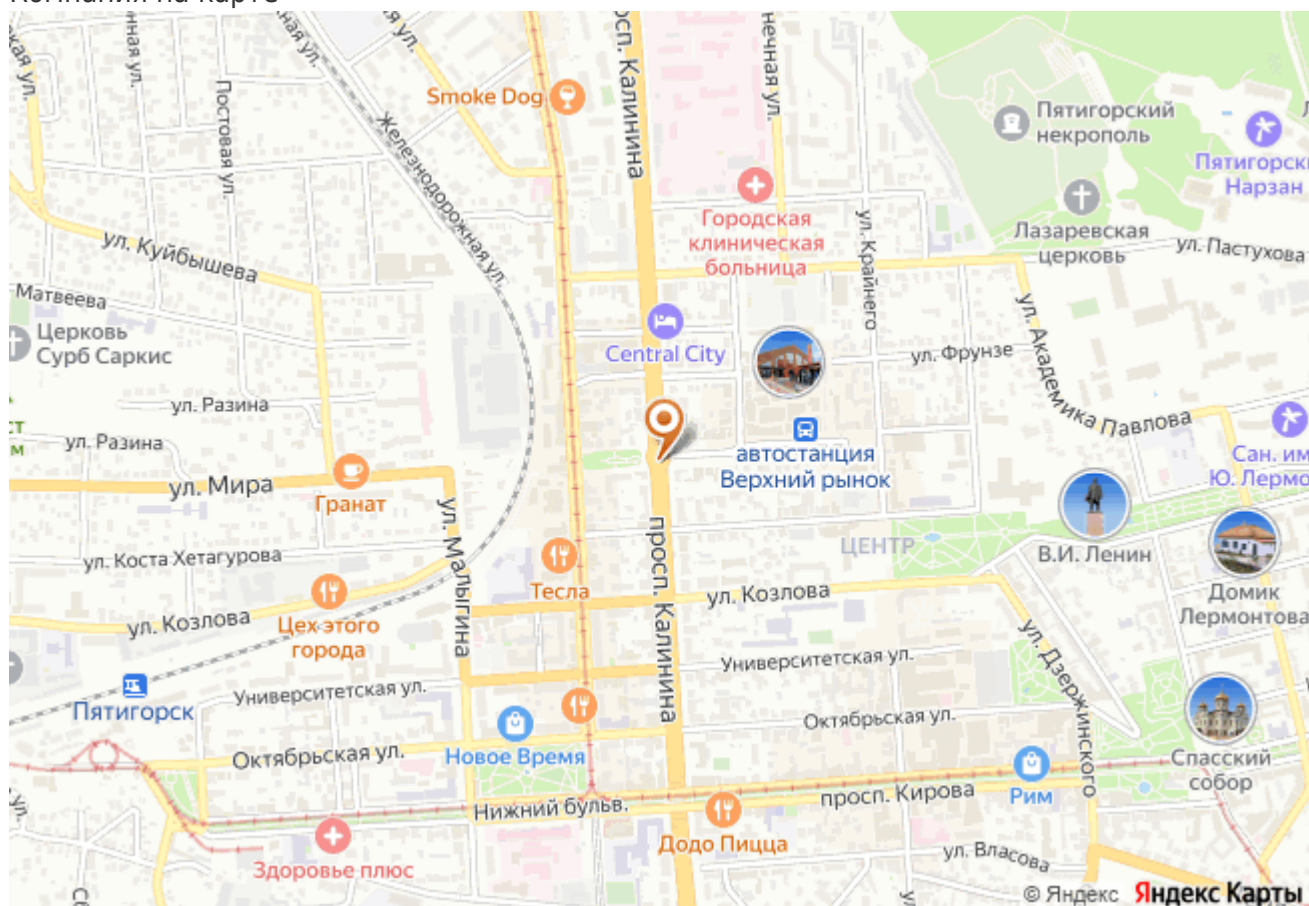 Компания на карте
просп. Калинина
Smoke Dog
Постовая ул.
Железнодорожная ул.
Пятигорский
некрополь
Пятигорск
Нарзан
Городская
клиническая
больница
ул. Крайнего
Лазаревская
церковь
ул. Пастухова
ул. Куйбышева
Матвеева
Церковь
Сурб Саркис
Central City
ул. Фрунзе
ул. Академика Павлова
ул. Разина
ул. Разина
автостанция
Верхний рынок
Сан. им
Ю. Лермо
ул. Мира
Гранат
ул. Малыгина
просп. Калинина
ЦЕНТР
В.И. Ленин
ул. Коста Хетагурова
Тесла
ул. Козлова
Домик
Лермонтова
ул. Козлова
Цех этого
города
ул. Дзержинского
Университетская ул.
Университетская ул.
Пятигорск
Октябрьская ул.
Октябрьская ул.
Новое Время
Спасский
собор
Нижний бульв.
просп. Кирова
Рим
Додо Пицца
Здоровье плюс
ул. Власова
© Яндекс Яндекс Карты